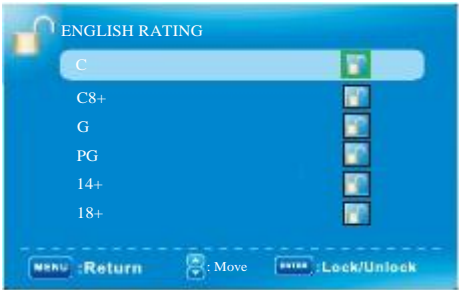 ENGLISH RATING
C
C8+
G
PG
14+
18+
MENU :Return : Move ENTER :Lock/Unlock